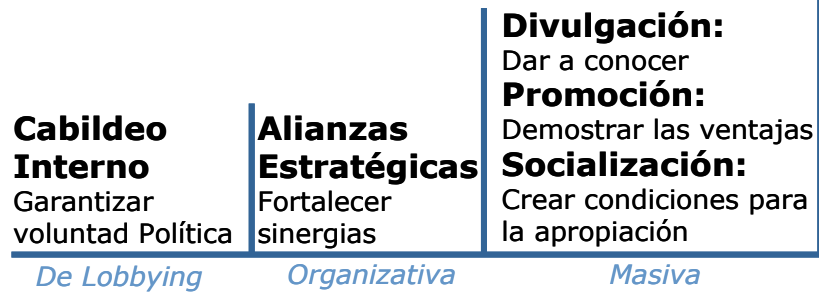 Cabildeo
Interno
Garantizar
voluntad Política
De Lobbying
Alianzas
Estratégicas
Fortalecer
sinergias
Organizativa
Divulgación:
Dar a conocer
Promoción:
Demostrar las ventajas
Socialización:
Crear condiciones para
la apropiación
Masiva